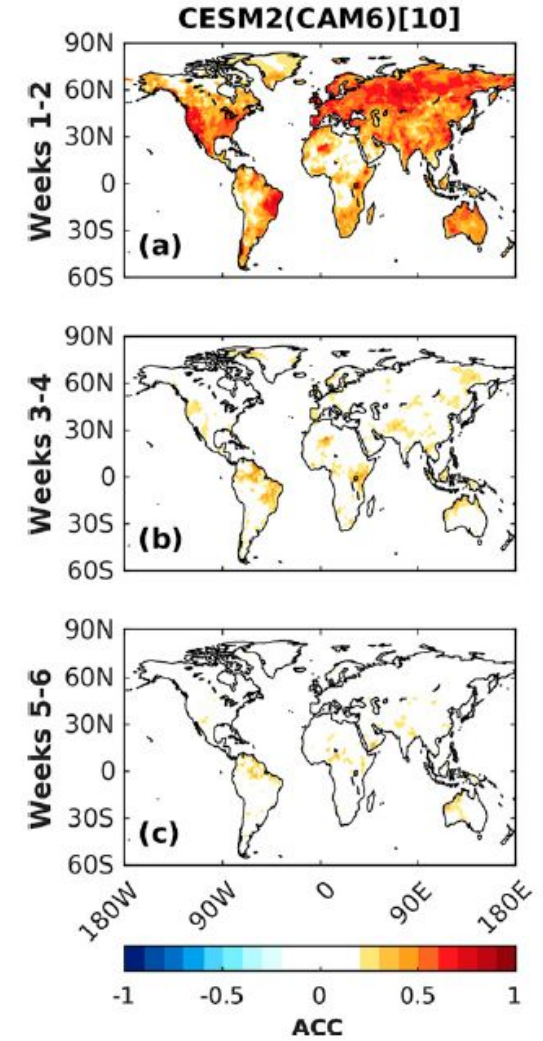 CESM2(CAM6)[10]
Weeks 1-2
90N
60N
30N
0
30S
60S
(a)
Weeks 3-4
90N
60N
30N
0
30S
60S
(b)
Weeks 5-6
90N
60N
30N
0
30S
60S
(c)
180W 90W 0 90E 180E
-1 -0.5 0 0.5 1
ACC